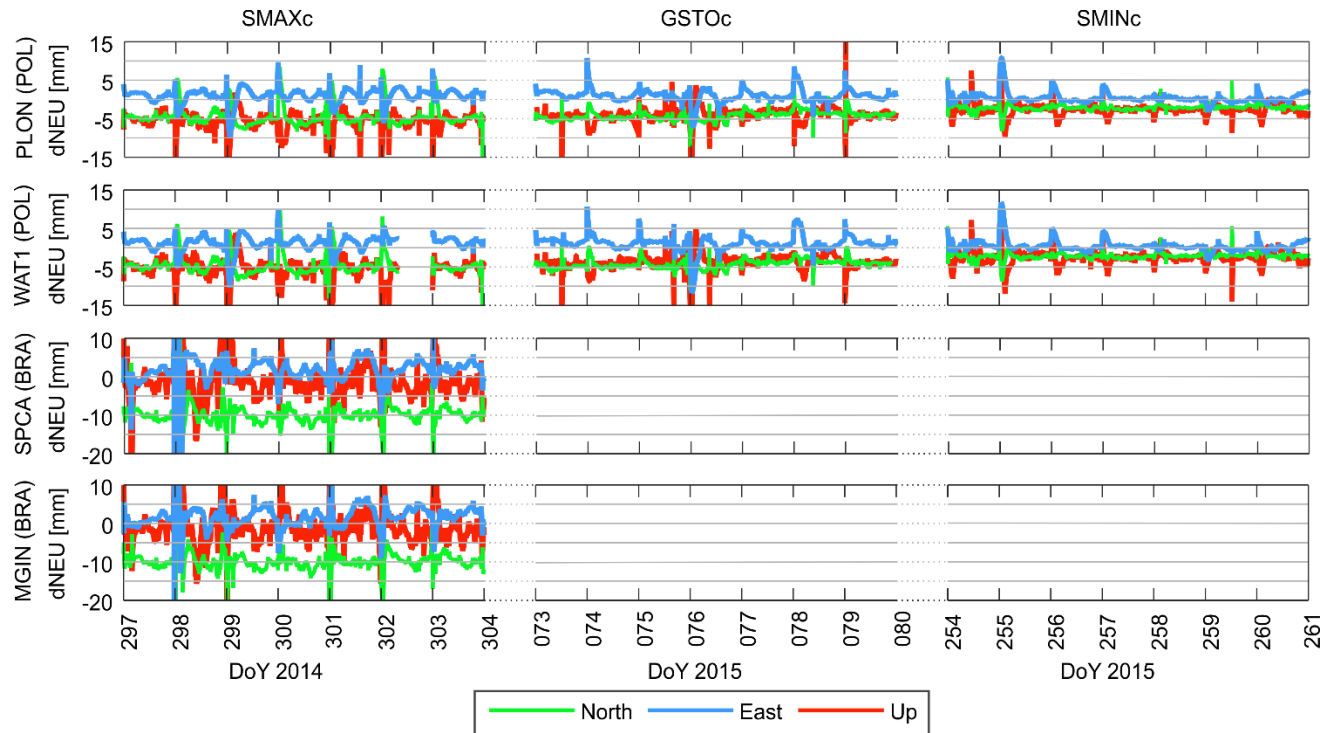 SMAXc GSTOc SMINc
PLON (POL)
dNEU [mm]
15
5
-5
-15
WAT1 (POL)
dNEU [mm]
15
5
-5
-15
SPCA (BRA)
dNEU [mm]
10
0
-10
-20
MGIN (BRA)
dNEU [mm]
10
0
-10
-20
297 298 299 300 301 302 303 304 073 074 075 076 077 078 079 080 254 255 256 257 258 259 260 261
DoY 2014 DoY 2015 DoY 2015
North East Up